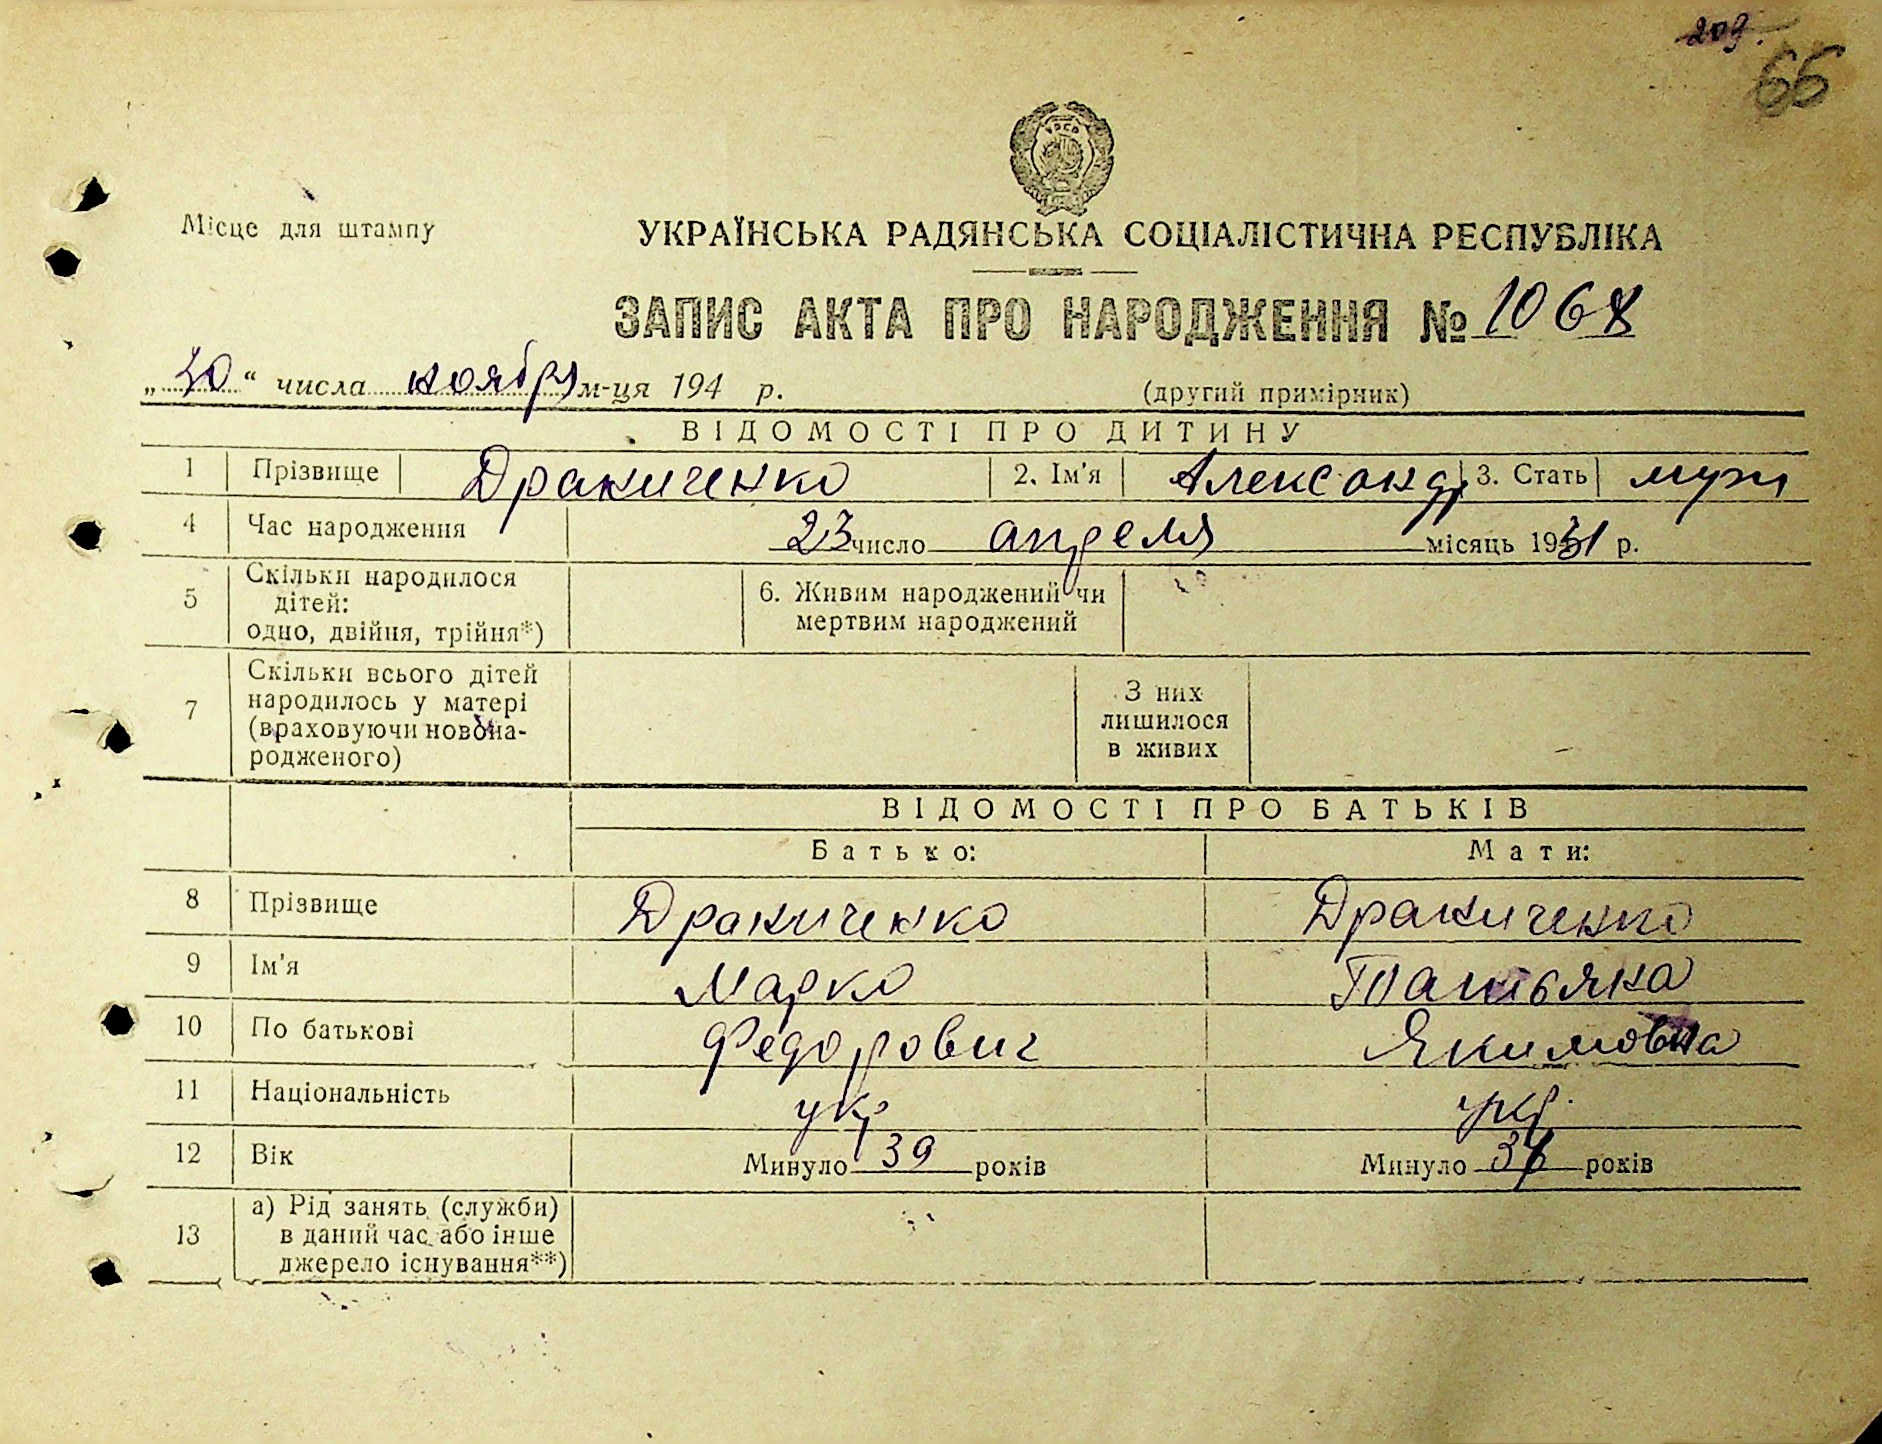 209.
66
Місце для штампу
УКРАЇНСЬКА РАДЯНСЬКА СОЦІАЛІСТИЧНА РЕСПУБЛІКА
ЗАПИС АКТА ПРО НАРОДЖЕННЯ № 1068
„ “ числа ноября м-ця 194 р. (другий примірник)
ВІДОМОСТІ ПРО ДИТИНУ
1 Прізвище Драниченко 2. Ім'я Александр 3. Стать муж
4 Час народження 23 число апреля місяць 1931 р.
5 Скільки народилося
дітей:
одно, двійня, трійня*)
6. Живим народжений чи
мертвим народжений
7 Скільки всього дітей
народилось у матері
(враховуючи новона-
родженого)
З них
лишилося
в живих
ВІДОМОСТІ ПРО БАТЬКІВ
Батько: Мати:
8 Прізвище Драниченко Драниченко
9 Ім'я Марко Татьяна
10 По батькові Федорович Якимовна
11 Національність укр укр.
12 Вік Минуло 39 років Минуло років
13 а) Рід занять (служби)
в даний час або інше
джерело існування**)